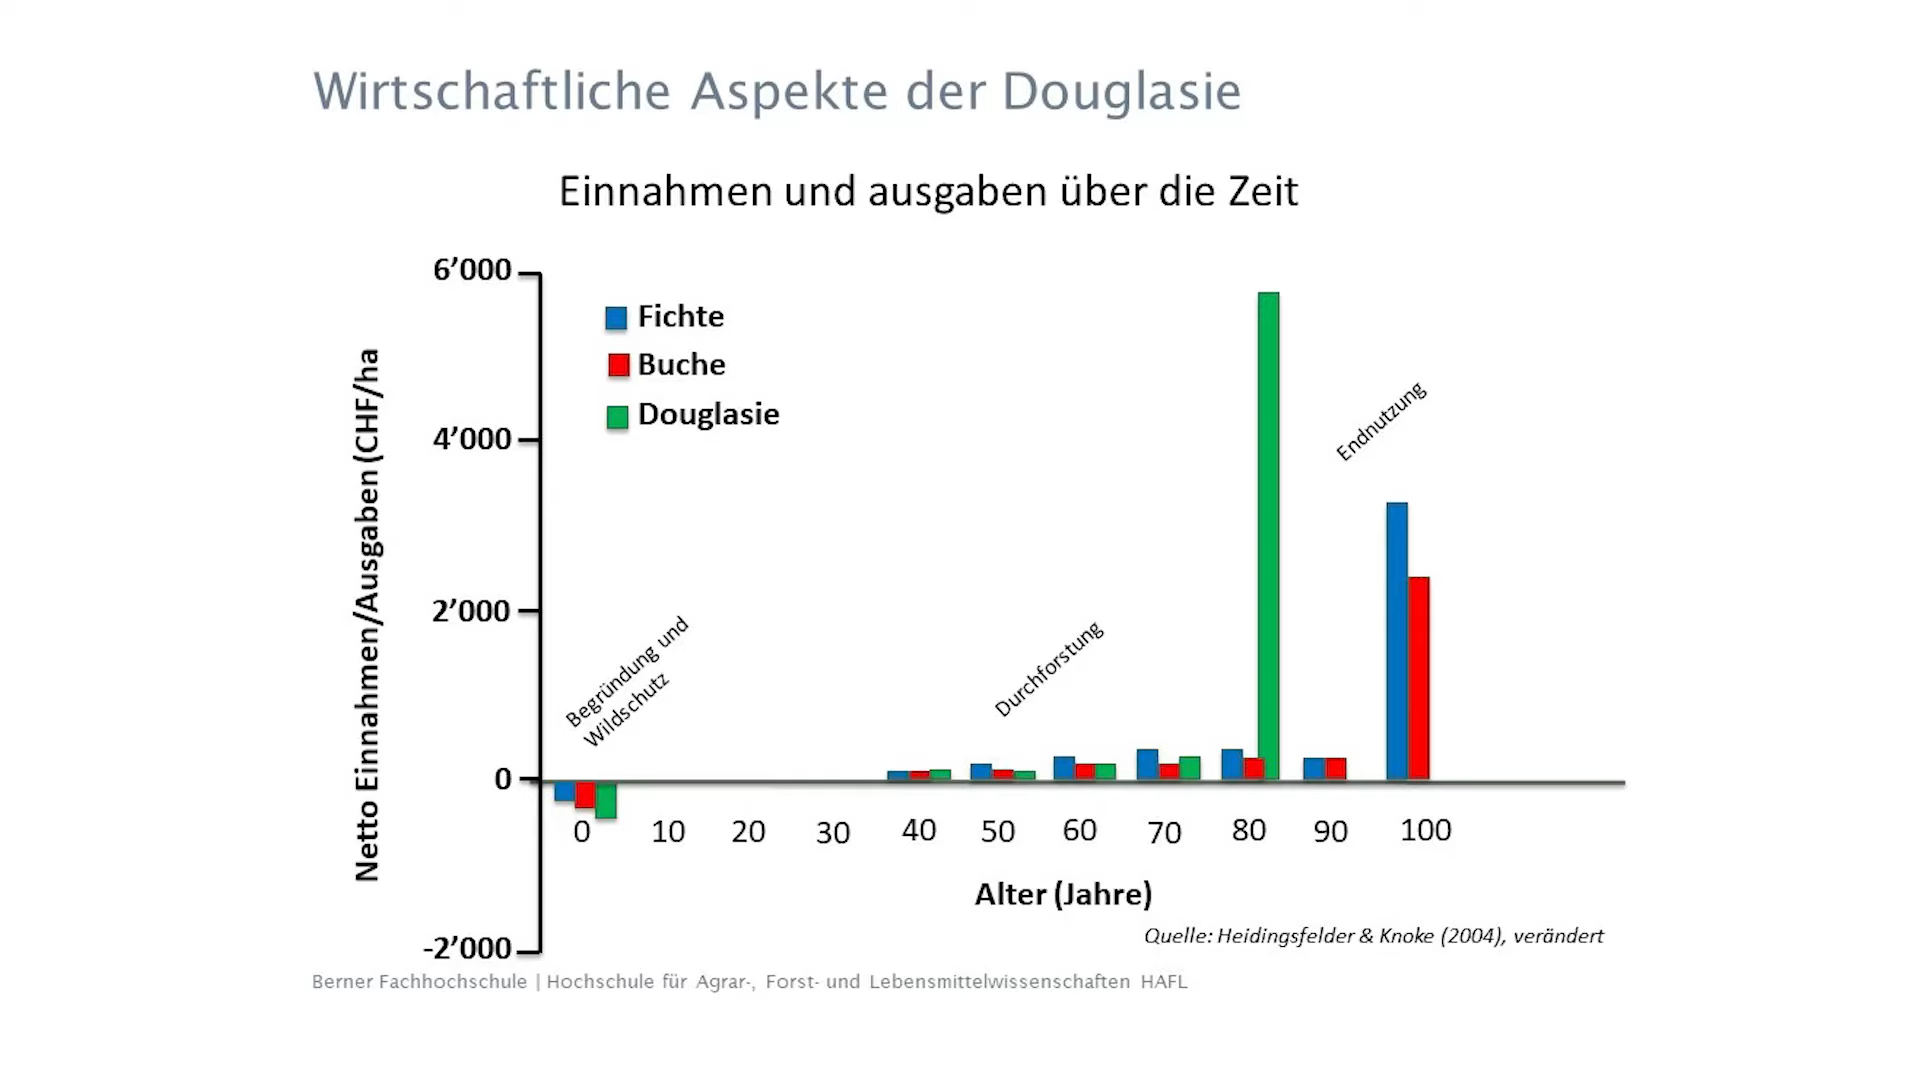 Wirtschaftliche Aspekte der Douglasie
Einnahmen und ausgaben über die Zeit
Netto Einnahmen/Ausgaben (CHF/ha
6’000
4’000
2’000
0
-2’000
Fichte
Buche
Douglasie
Begründung und
Wildschutz
Durchforstung
Endnutzung
0 10 20 30 40 50 60 70 80 90 100
Alter (Jahre)
Quelle: Heidingsfelder & Knoke (2004), verändert
Berner Fachhochschule | Hochschule für Agrar-, Forst- und Lebensmittelwissenschaften HAFL